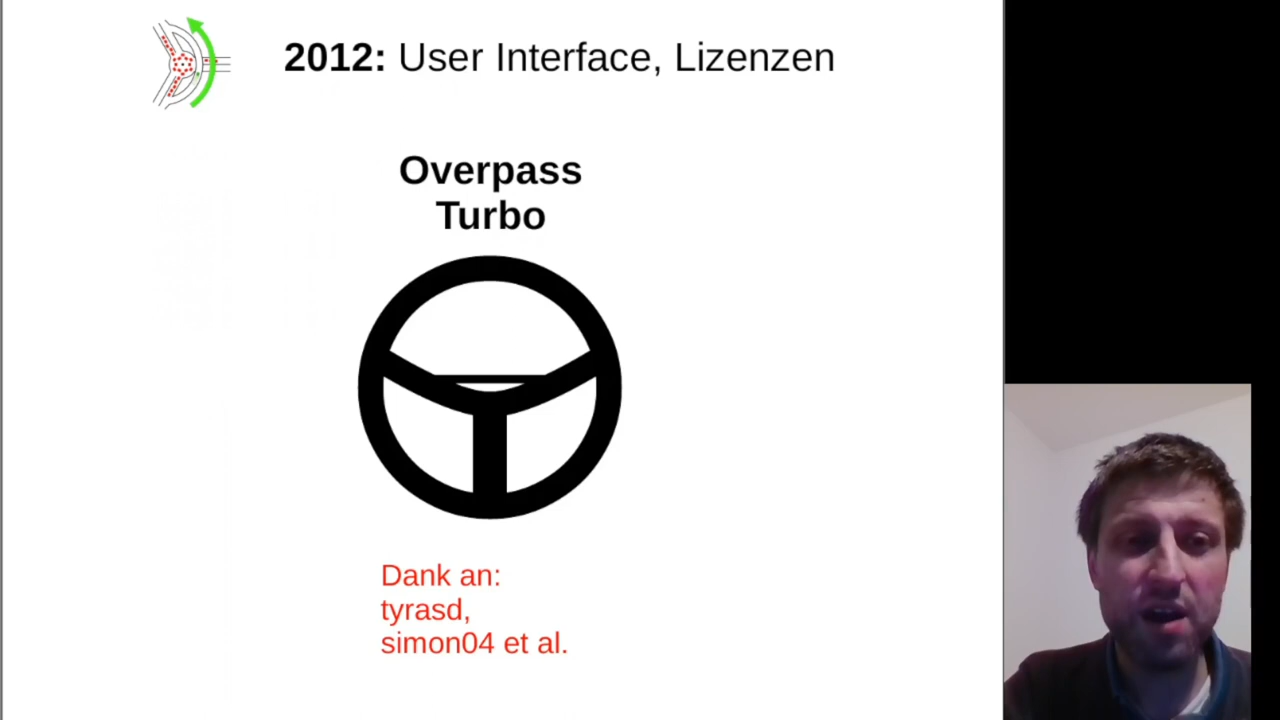 2012: User Interface, Lizenzen
Overpass
Turbo
Dank an:
tyrasd,
simon04 et al.